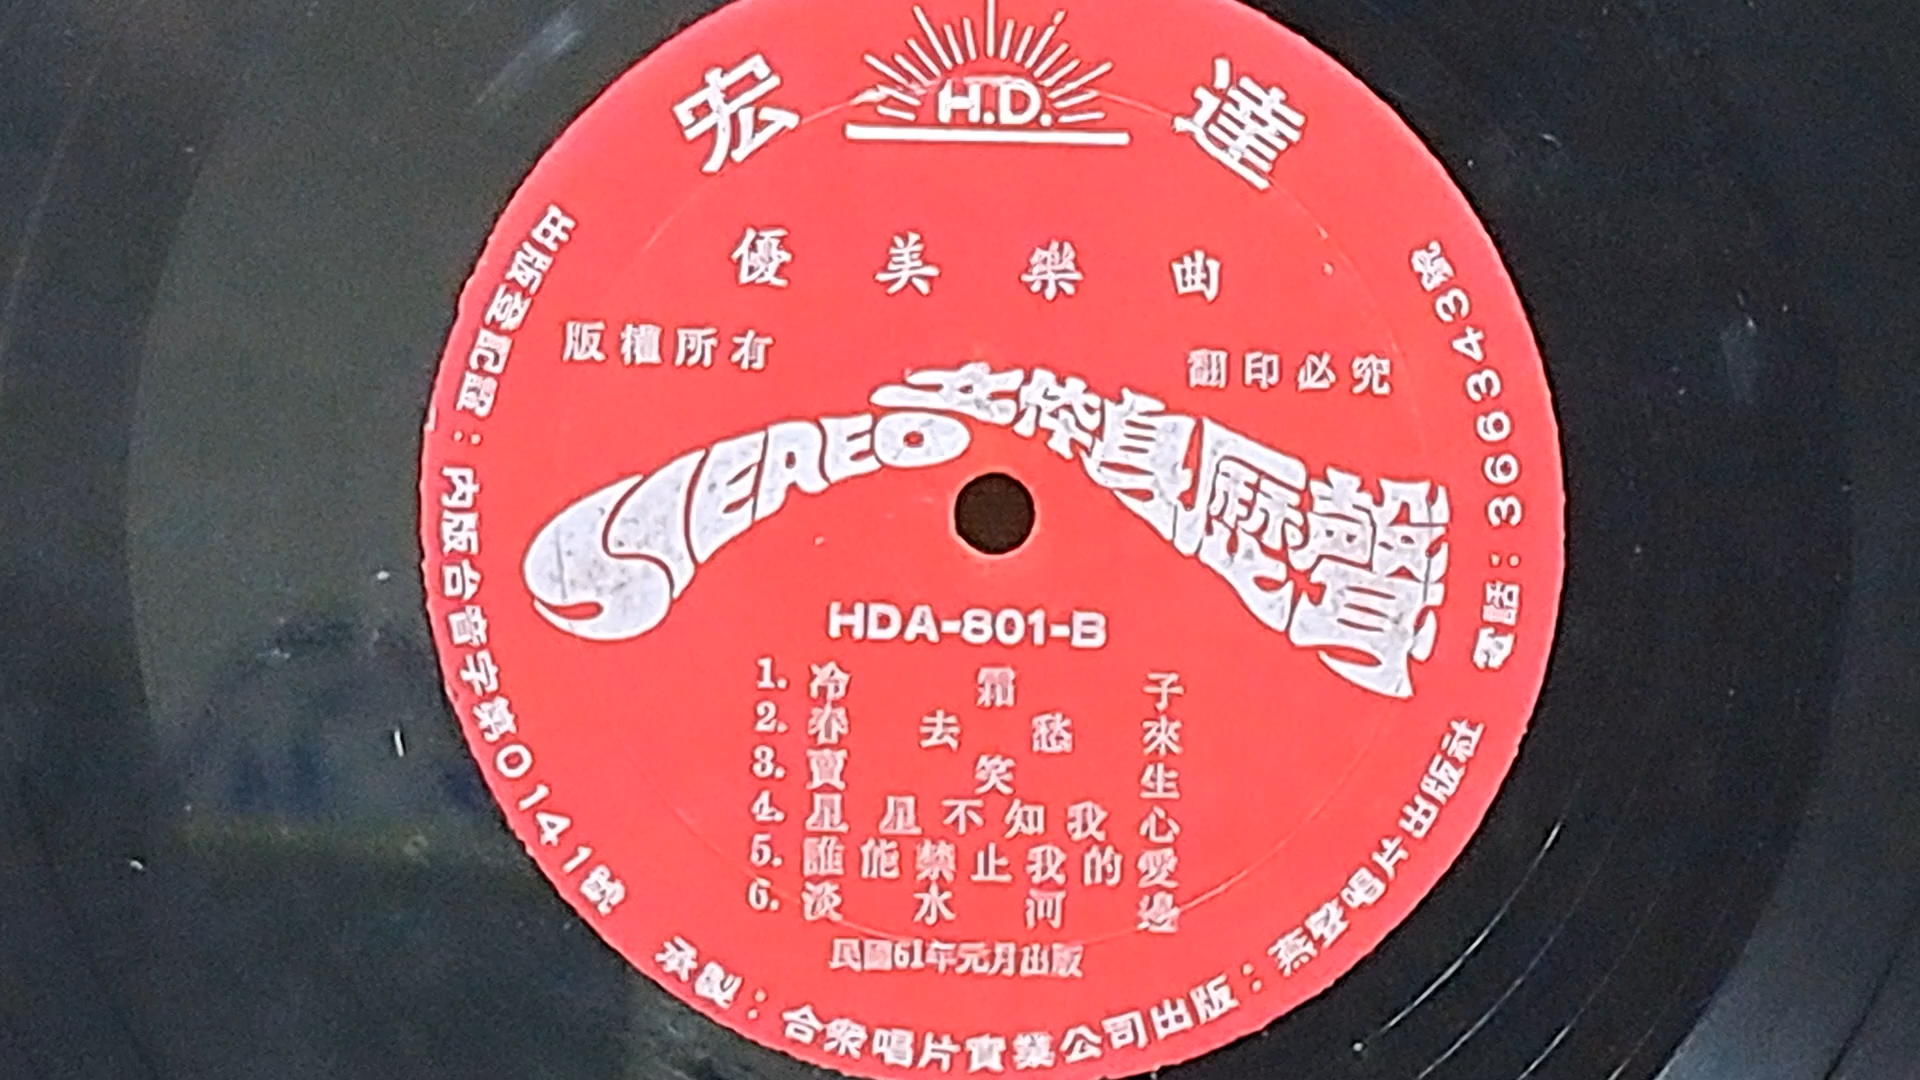 H.D.
宏達
優美樂曲
版權所有
翻印必究
STEREO 身歷聲
HDA-801-B
1. 冷霜子
2. 春去愁來
3. 賣笑生
4. 星星不知我心
5. 誰能禁止我的愛
6. 淡水河邊
民國61年元月出版
出版登記證：內版台音字第0141號
承製：合衆唱片實業公司出版：燕聲唱片出版社
電話：36696343號